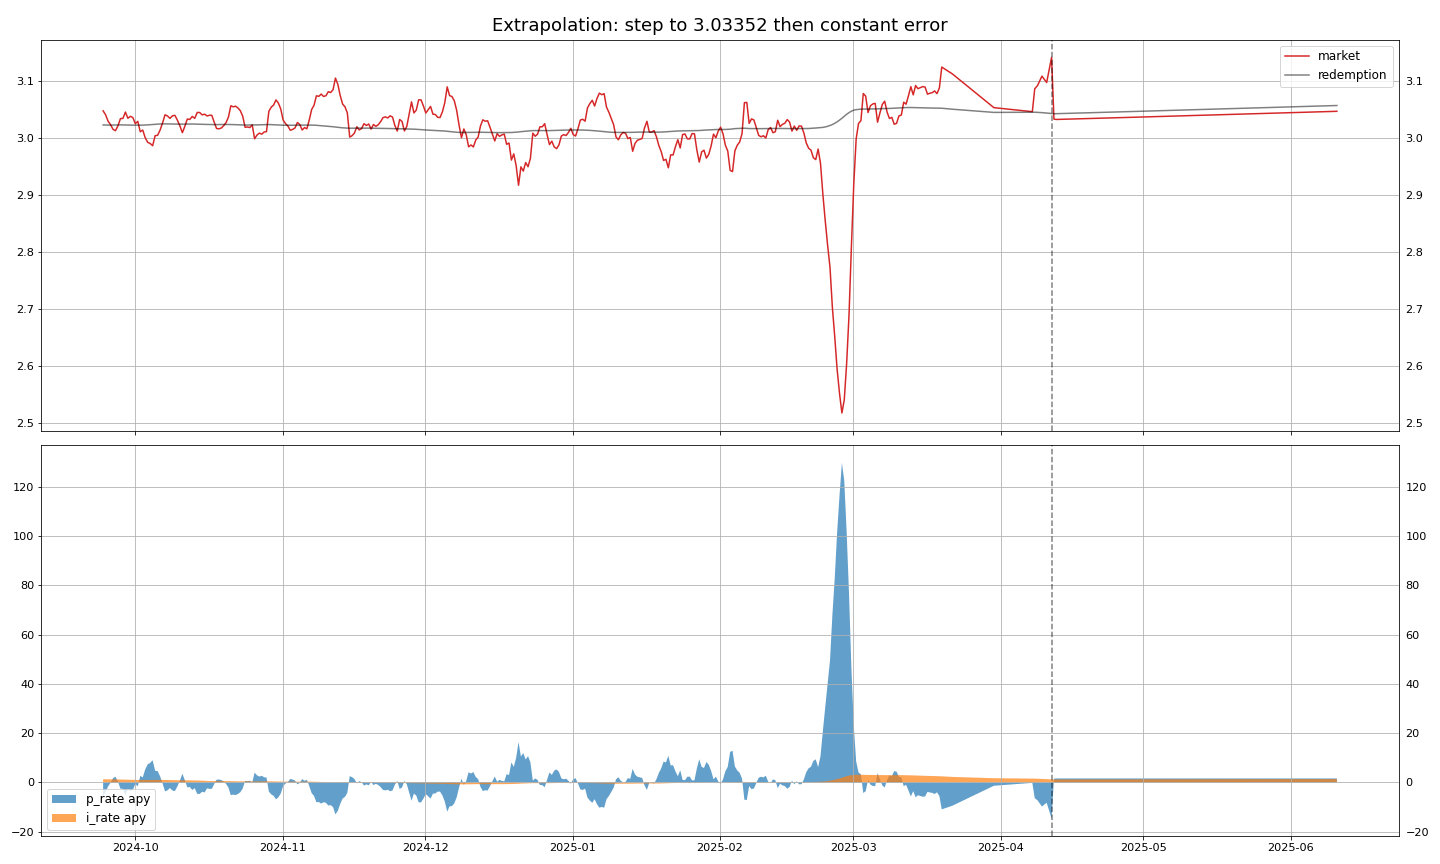 Extrapolation: step to 3.03352 then constant error
market
redemption
3.1 3.1
3.0 3.0
2.9 2.9
2.8 2.8
2.7 2.7
2.6 2.6
2.5 2.5
120 120
100 100
80 80
60 60
40 40
20 20
0 0
−20 −20
p_rate apy
i_rate apy
2024-10 2024-11 2024-12 2025-01 2025-02 2025-03 2025-04 2025-05 2025-06